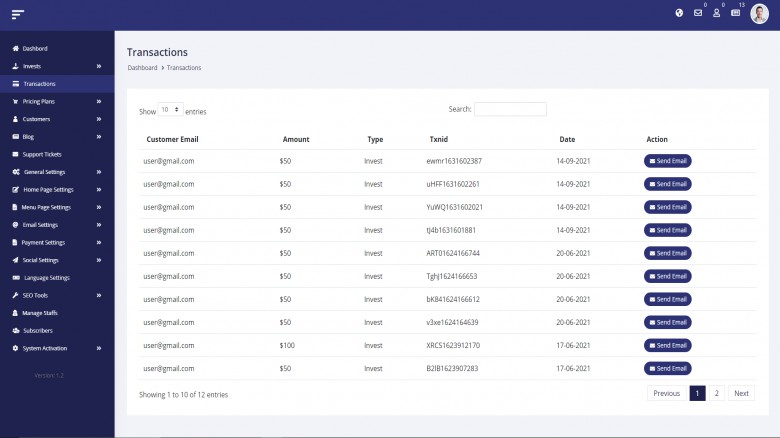 0 0 13
Dashbord
Invests
Transactions
Pricing Plans
Customers
Blog
Support Tickets
General Settings
Home Page Settings
Menu Page Settings
Email Settings
Payment Settings
Social Settings
Language Settings
SEO Tools
Manage Staffs
Subscribers
System Activation
Version: 1.2
Transactions
Dashboard > Transactions
Show 10 entries Search:
Customer Email Amount Type Txnid Date Action
user@gmail.com $50 Invest ewmr1631602387 14-09-2021 Send Email
user@gmail.com $50 Invest uHFF1631602261 14-09-2021 Send Email
user@gmail.com $50 Invest YuWQ1631602021 14-09-2021 Send Email
user@gmail.com $50 Invest tJ4b1631601881 14-09-2021 Send Email
user@gmail.com $50 Invest ART01624166744 20-06-2021 Send Email
user@gmail.com $50 Invest TghJ1624166653 20-06-2021 Send Email
user@gmail.com $50 Invest bK841624166612 20-06-2021 Send Email
user@gmail.com $50 Invest v3xe1624164639 20-06-2021 Send Email
user@gmail.com $100 Invest XRCS1623912170 17-06-2021 Send Email
user@gmail.com $50 Invest B2IB1623907283 17-06-2021 Send Email
Showing 1 to 10 of 12 entries Previous 1 2 Next